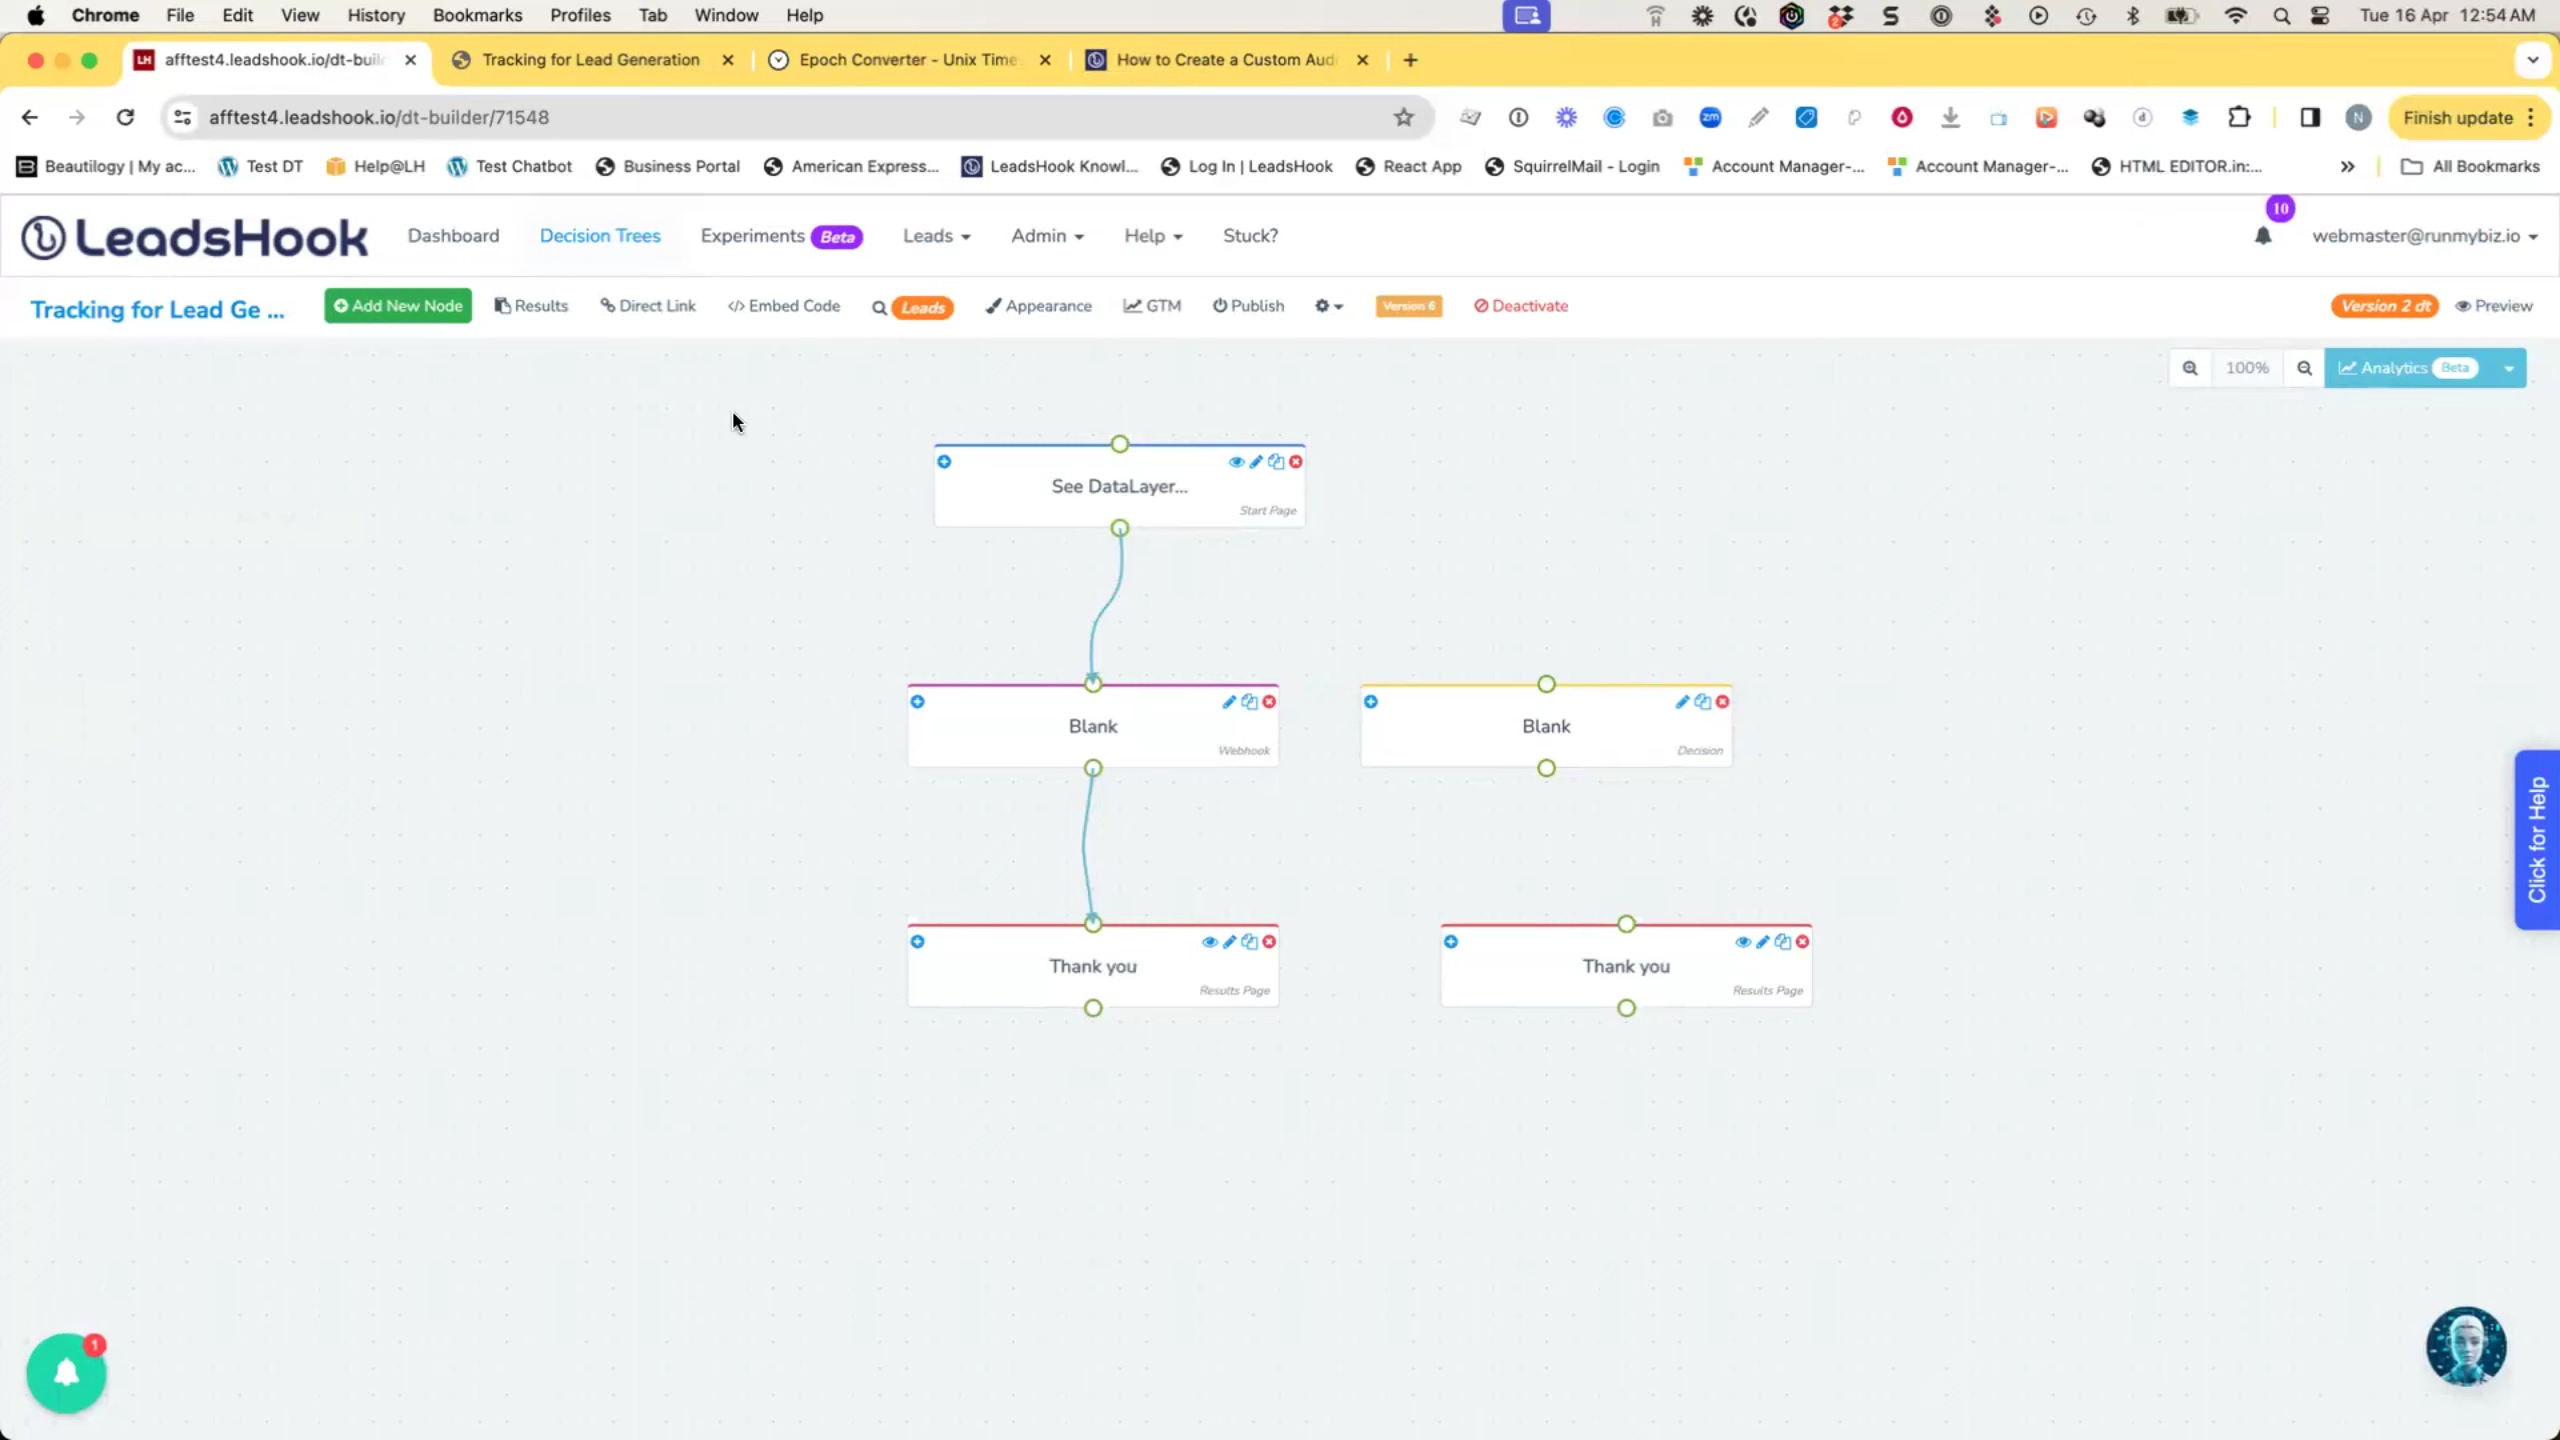 Chrome File Edit View History Bookmarks Profiles Tab Window Help 2 Tue 16 Apr 12:54 AM
LH afftest4.leadshook.io/dt-buil Tracking for Lead Generation Epoch Converter - Unix Time How to Create a Custom Aud
afftest4.leadshook.io/dt-builder/71548 zm N Finish update
Beautilogy | My ac... Test DT Help@LH Test Chatbot Business Portal American Express... LeadsHook Knowl... Log In | LeadsHook React App SquirrelMail - Login Account Manager-... Account Manager-... HTML EDITOR.in:... » All Bookmarks
LeadsHook Dashboard Decision Trees Experiments Beta Leads Admin Help Stuck? 10 webmaster@runmybiz.io
Tracking for Lead Ge ... Add New Node Results Direct Link </> Embed Code Leads Appearance GTM Publish Version 6 Deactivate Version 2 dt Preview
100% Analytics Beta
See DataLayer...
Start Page
Blank
Webhook
Blank
Decision
Thank you
Results Page
Thank you
Results Page
Click for Help
1